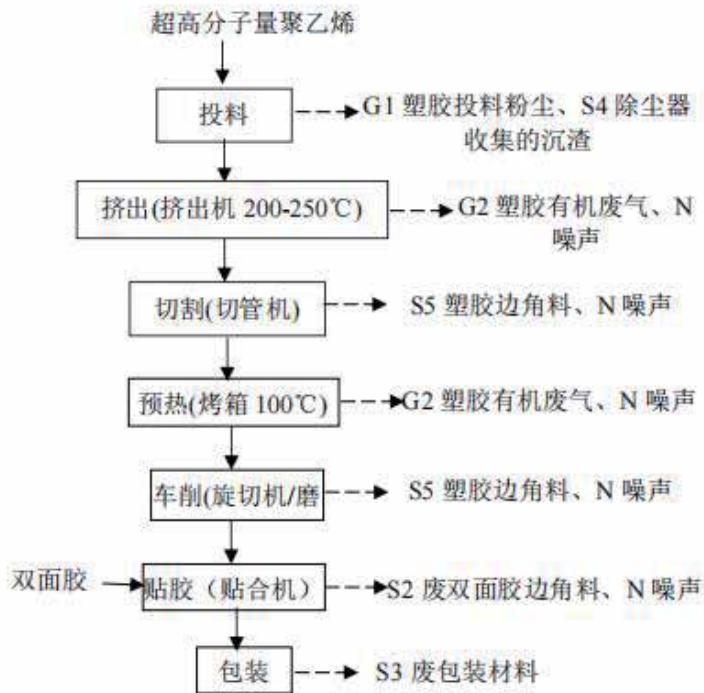 超高分子量聚乙烯
投料
G1 塑胶投料粉尘、S4 除尘器
收集的沉渣
挤出(挤出机 200-250℃)
G2 塑胶有机废气、N
噪声
切割(切管机)
S5 塑胶边角料、N 噪声
预热(烤箱 100℃)
G2 塑胶有机废气、N 噪声
车削(旋切机/磨
S5 塑胶边角料、N 噪声
双面胶
贴胶（贴合机）
S2 废双面胶边角料、N 噪声
包装
S3 废包装材料